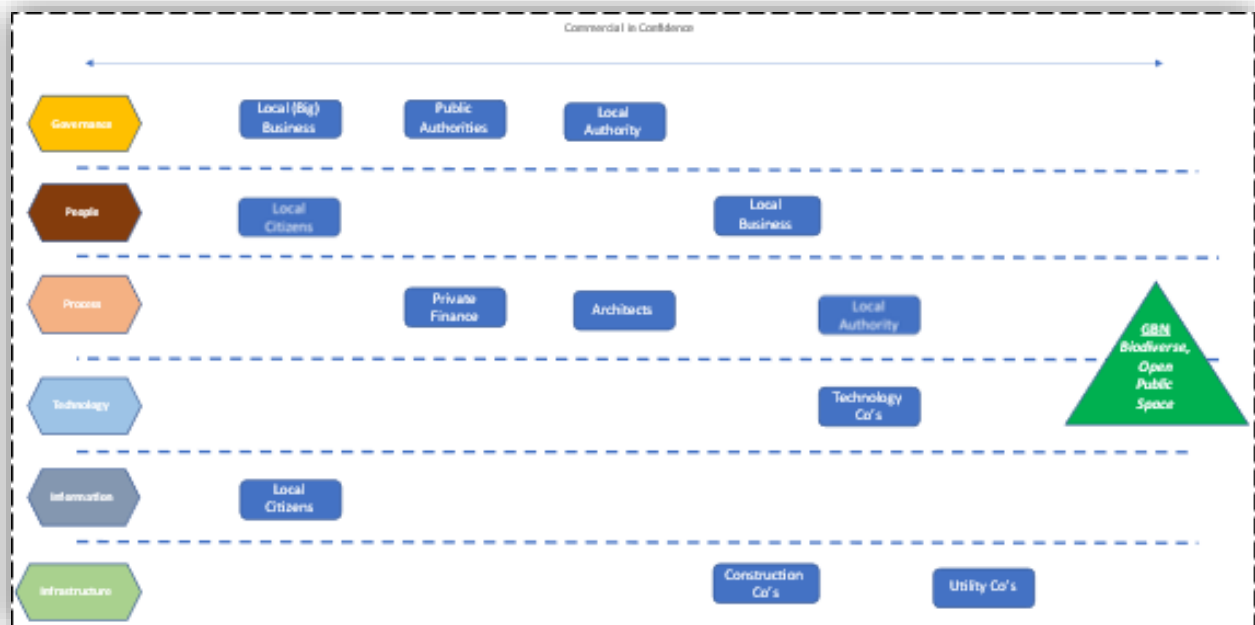 Commercial in Confidence
Governance
Local (Big)
Business
Public
Authorities
Local
Authority
People
Local
Citizens
Local
Business
Process
Private
Finance
Architects
Local
Authority
GBN
Biodiverse,
Open
Public
Space
Technology
Technology
Co's
Information
Local
Citizens
Infrastructure
Construction
Co's
Utility Co's